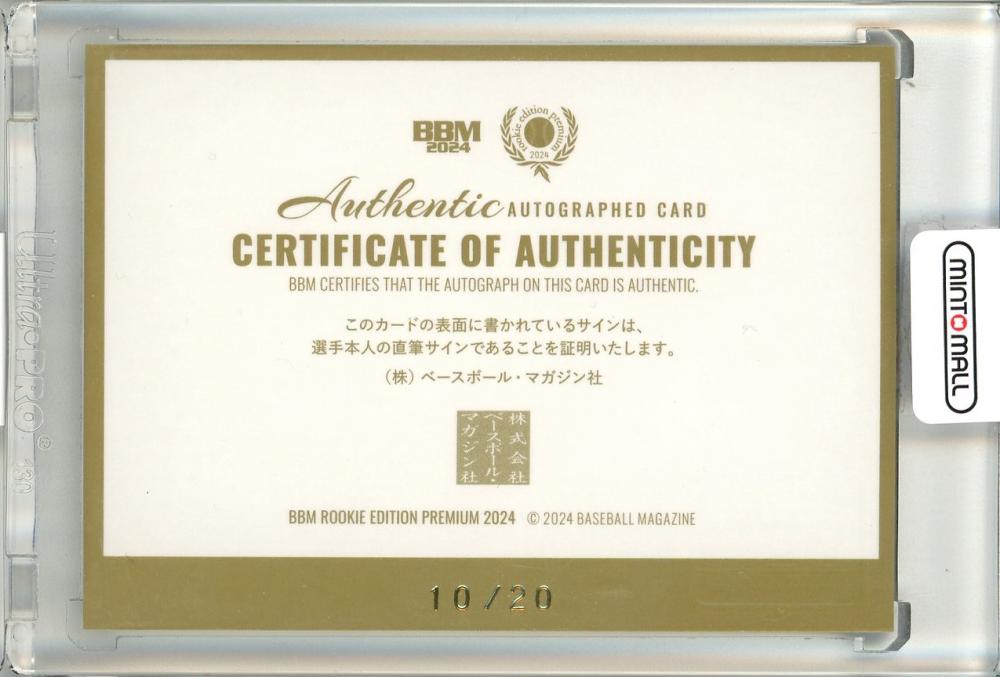 BBM
2024
rookie edition premium
2024
Authentic AUTOGRAPHED CARD
CERTIFICATE OF AUTHENTICITY
BBM CERTIFIES THAT THE AUTOGRAPH ON THIS CARD IS AUTHENTIC.
このカードの表面に書かれているサインは、
選手本人の直筆サインであることを証明いたします。
（株）ベースボール・マガジン社
株式会社
ベースボール・
マガジン社
BBM ROOKIE EDITION PREMIUM 2024 © 2024 BASEBALL MAGAZINE
10/20
Ultra•PRO® 130
MINT MALL